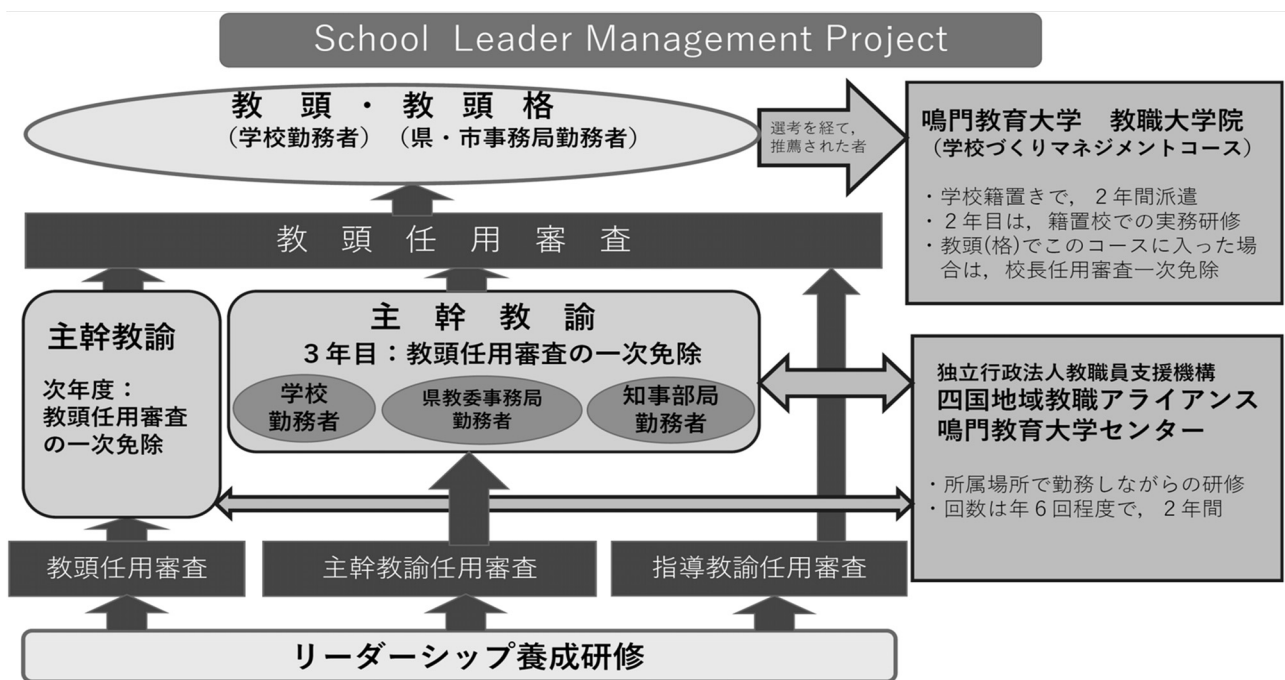 School Leader Management Project
教 頭 ・ 教 頭 格
(学校勤務者) (県・市事務局勤務者)
選考を経て,
推薦された者
鳴門教育大学 教職大学院
(学校づくりマネジメントコース)
・学校籍置きで, 2年間派遣
・2年目は, 籍置校での実務研修
・教頭(格)でこのコースに入った場
合は, 校長任用審査一次免除
教 頭 任 用 審 査
主幹教諭
次年度：
教頭任用審査
の一次免除
主 幹 教 諭
3年目：教頭任用審査の一次免除
学校
勤務者
県教委事務局
勤務者
知事部局
勤務者
独立行政法人教職員支援機構
四国地域教職アライアンス
鳴門教育大学センター
・所属場所で勤務しながらの研修
・回数は年6回程度で, 2年間
教頭任用審査
主幹教諭任用審査
指導教諭任用審査
リーダーシップ養成研修